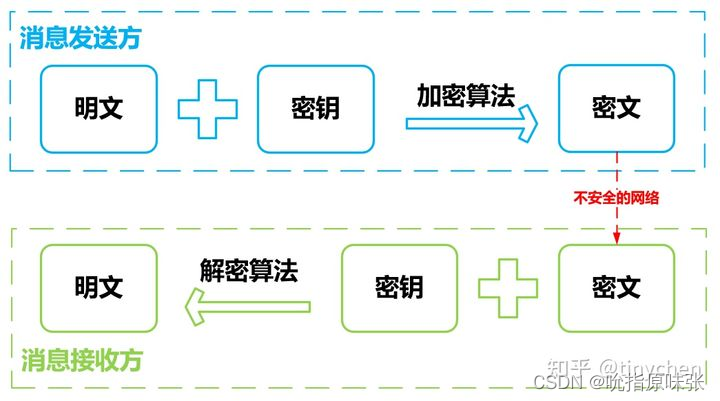 消息发送方
明文
密钥
加密算法
密文
不安全的网络
明文
解密算法
密钥
密文
消息接收方
知乎 @tinychen
CSDN @吮指原味张